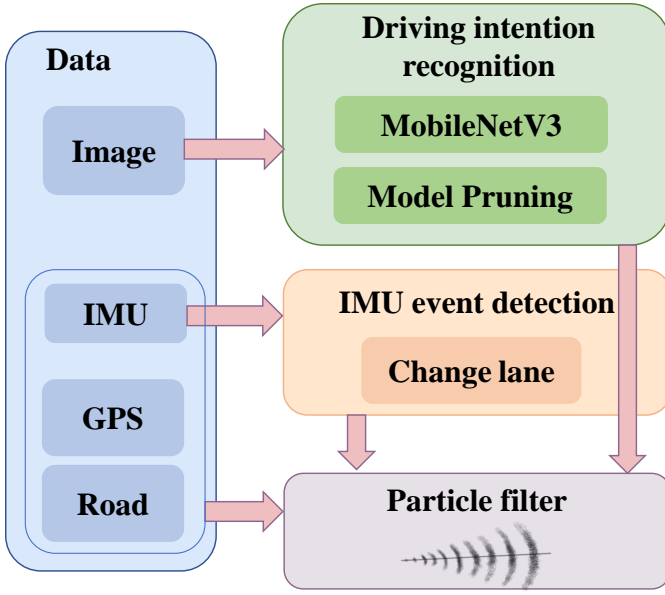 Data
Image
IMU
GPS
Road
Driving intention
recognition
MobileNetV3
Model Pruning
IMU event detection
Change lane
Particle filter